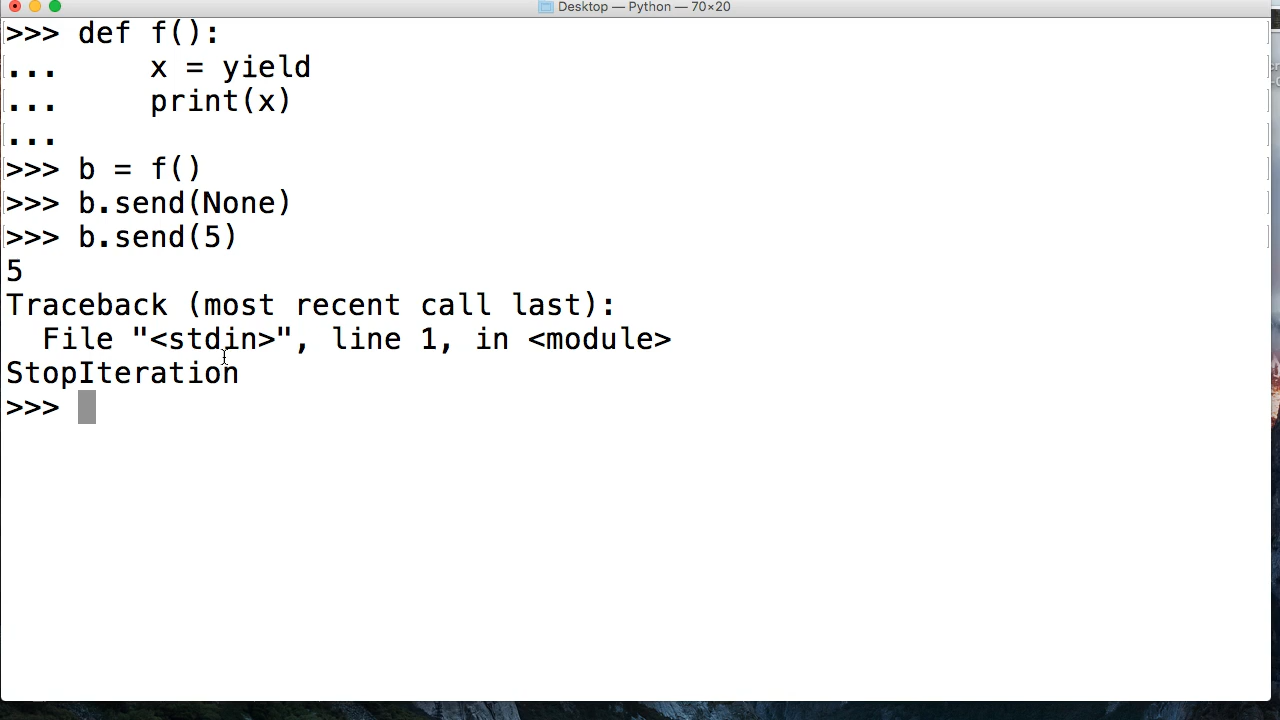 Desktop — Python — 70×20
>>> def f():
...     x = yield
...     print(x)
...
>>> b = f()
>>> b.send(None)
>>> b.send(5)
5
Traceback (most recent call last):
  File "<stdin>", line 1, in <module>
StopIteration
>>>